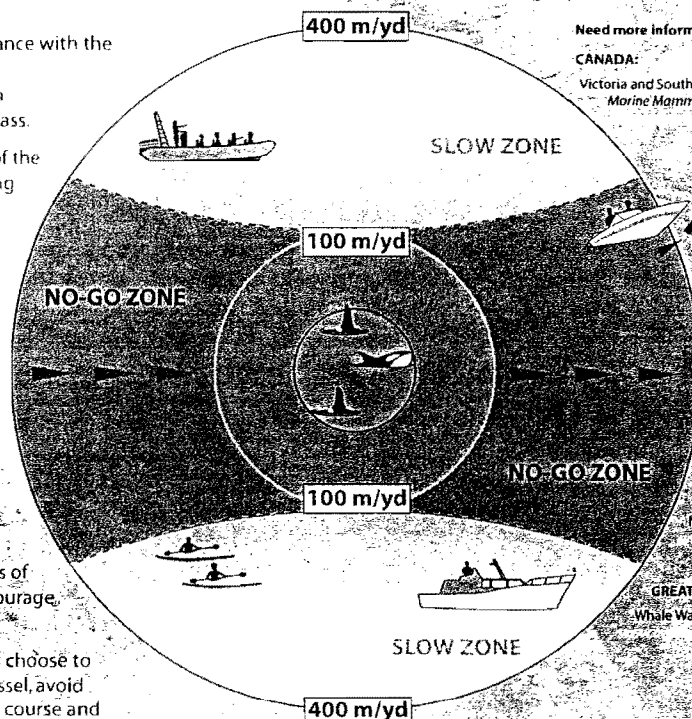 ance with the
ass.
of the
400 m/yd
Need more inform
CANADA:
Victoria and South
Marine Mamm
SLOW ZONE
100 m/yd
NO-GO ZONE
NO-GO ZONE
100 m/yd
s of
ourage,
choose to
ssel, avoid
course and
SLOW ZONE
400 m/yd
GREAT
Whale Wa